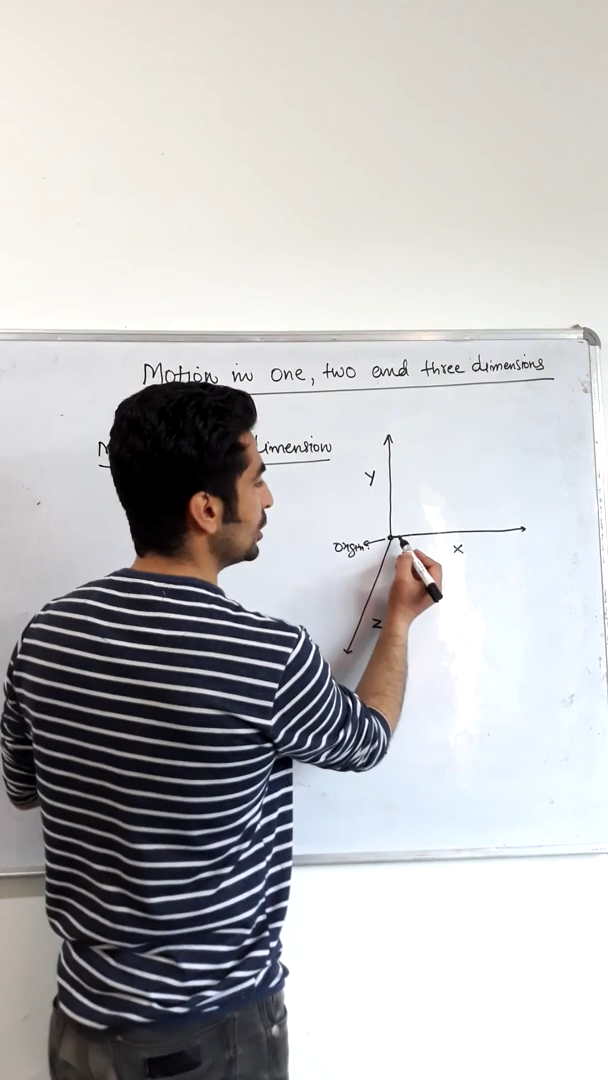 Motion in one, two and three dimensions
dimension
Y
Origin
X
Z